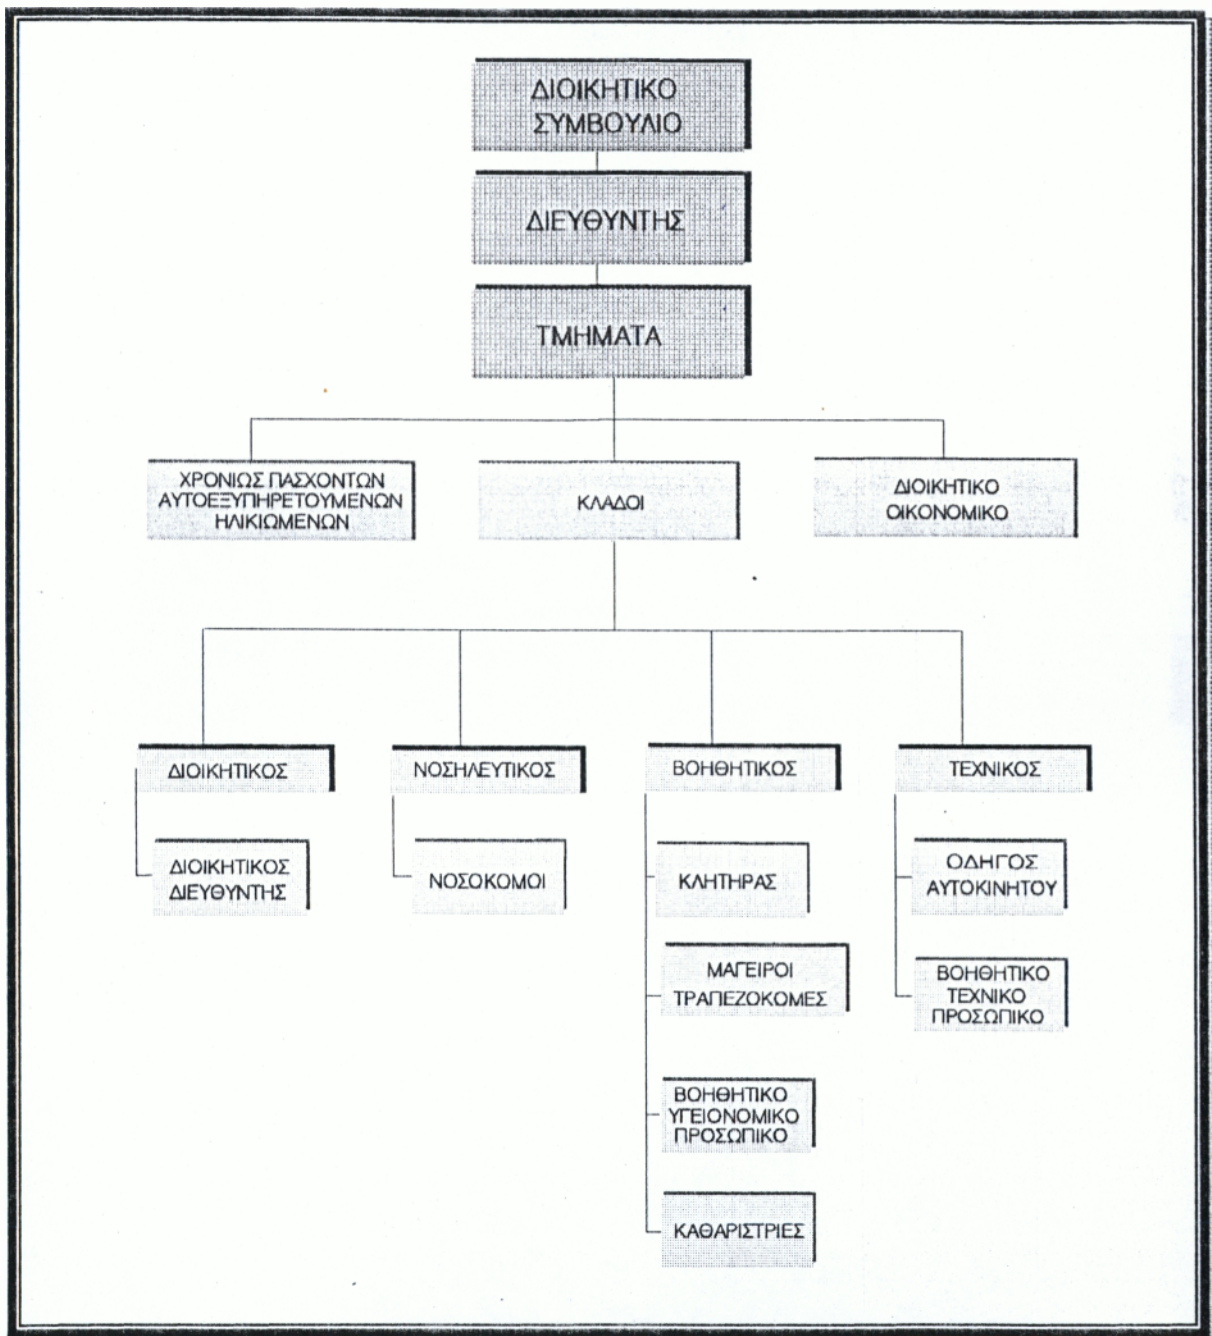 ΔΙΟΙΚΗΤΙΚΟ
ΣΥΜΒΟΥΛΙΟ
ΔΙΕΥΘΥΝΤΗΣ
ΤΜΗΜΑΤΑ
ΧΡΟΝΙΩΣ ΠΑΣΧΟΝΤΩΝ
ΑΥΤΟΕΞΥΠΗΡΕΤΟΥΜΕΝΩΝ
ΗΛΙΚΙΩΜΕΝΩΝ
ΚΛΑΔΟΙ
ΔΙΟΙΚΗΤΙΚΟ
ΟΙΚΟΝΟΜΙΚΟ
ΔΙΟΙΚΗΤΙΚΟΣ
ΔΙΟΙΚΗΤΙΚΟΣ
ΔΙΕΥΘΥΝΤΗΣ
ΝΟΣΗΛΕΥΤΙΚΟΣ
ΝΟΣΟΚΟΜΟΙ
ΒΟΗΘΗΤΙΚΟΣ
ΚΛΗΤΗΡΑΣ
ΜΑΓΕΙΡΟΙ
ΤΡΑΠΕΖΟΚΟΜΕΣ
ΒΟΗΘΗΤΙΚΟ
ΥΓΕΙΟΝΟΜΙΚΟ
ΠΡΟΣΩΠΙΚΟ
ΚΑΘΑΡΙΣΤΡΙΕΣ
ΤΕΧΝΙΚΟΣ
ΟΔΗΓΟΣ
ΑΥΤΟΚΙΝΗΤΟΥ
ΒΟΗΘΗΤΙΚΟ
ΤΕΧΝΙΚΟ
ΠΡΟΣΩΠΙΚΟ